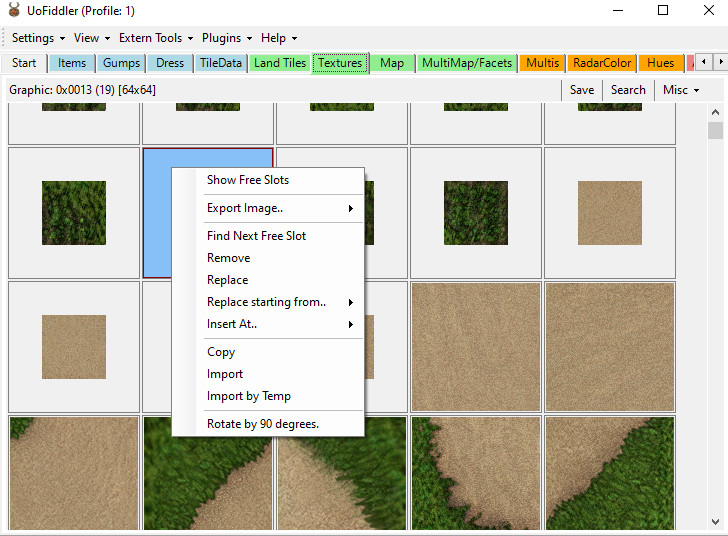 UoFiddler (Profile: 1)
Settings View Extern Tools Plugins Help
Start Items Gumps Dress TileData Land Tiles Textures Map MultiMap/Facets Multis RadarColor Hues
Graphic: 0x0013 (19) [64x64] Save Search Misc
Show Free Slots
Export Image..
Find Next Free Slot
Remove
Replace
Replace starting from..
Insert At..
Copy
Import
Import by Temp
Rotate by 90 degrees.